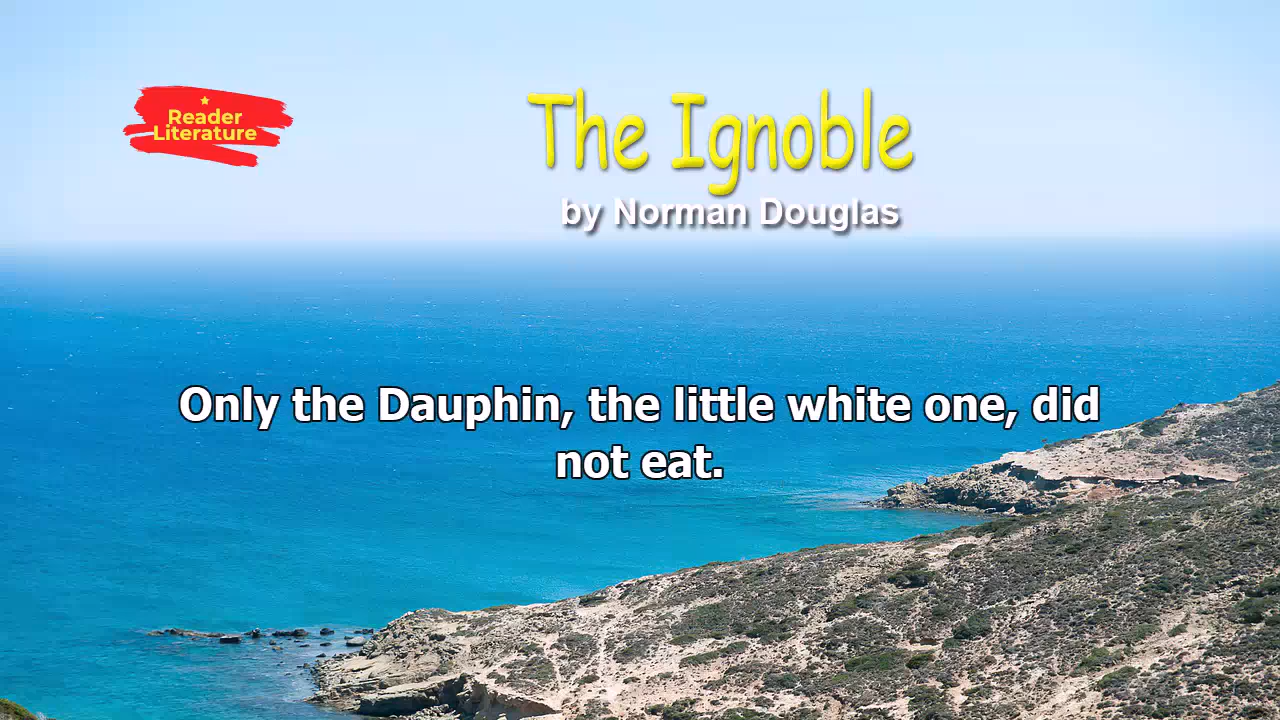 Reader
Literature
The Ignoble
by Norman Douglas
Only the Dauphin, the little white one, did
not eat.